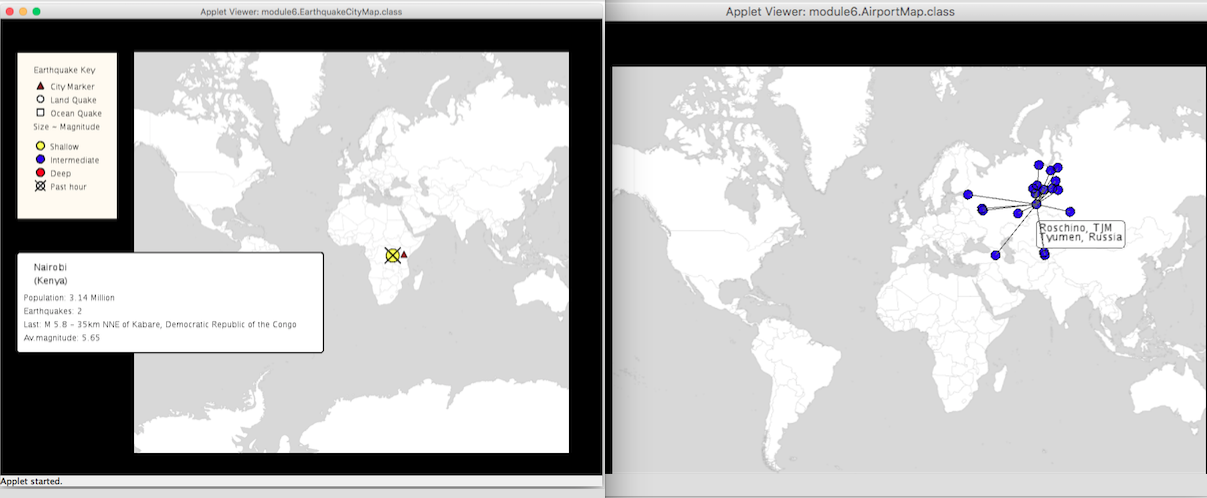 Applet Viewer: module6.EarthquakeCityMap.class
Earthquake Key
City Marker
Land Quake
Ocean Quake
Size ~ Magnitude
Shallow
Intermediate
Deep
Past hour
Nairobi
(Kenya)
Population: 3.14 Million
Earthquakes: 2
Last: M 5.8 - 35km NNE of Kabare, Democratic Republic of the Congo
Av.magnitude: 5.65
Applet started.
Applet Viewer: module6.AirportMap.class
Roschino, TJM
Tyumen, Russia